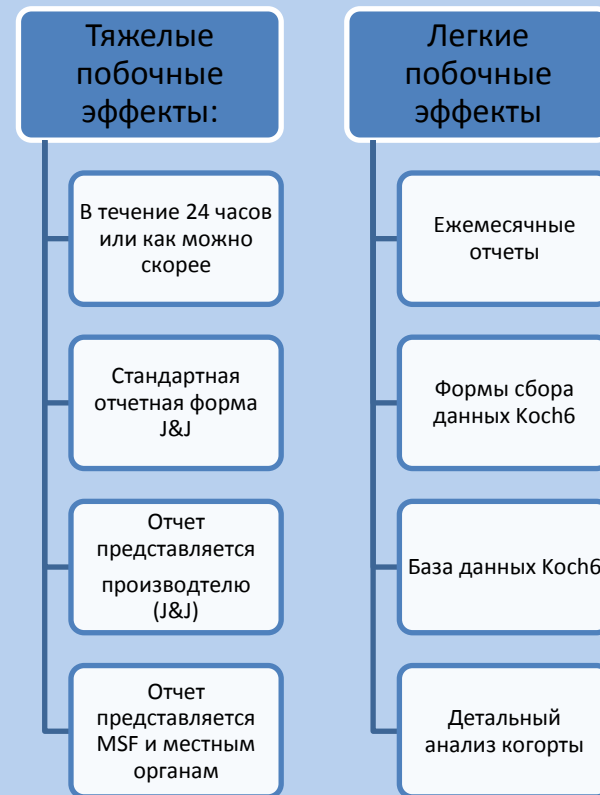 Тяжелые
побочные
эффекты:
В течение 24 часов
или как можно
скорее
Стандартная
отчетная форма
J&J
Отчет
представляется
производтелю
(J&J)
Отчет
представляется
MSF и местным
органам
Легкие
побочные
эффекты
Ежемесячные
отчеты
Формы сбора
данных Koch6
База данных Koch6
Детальный
анализ когорты